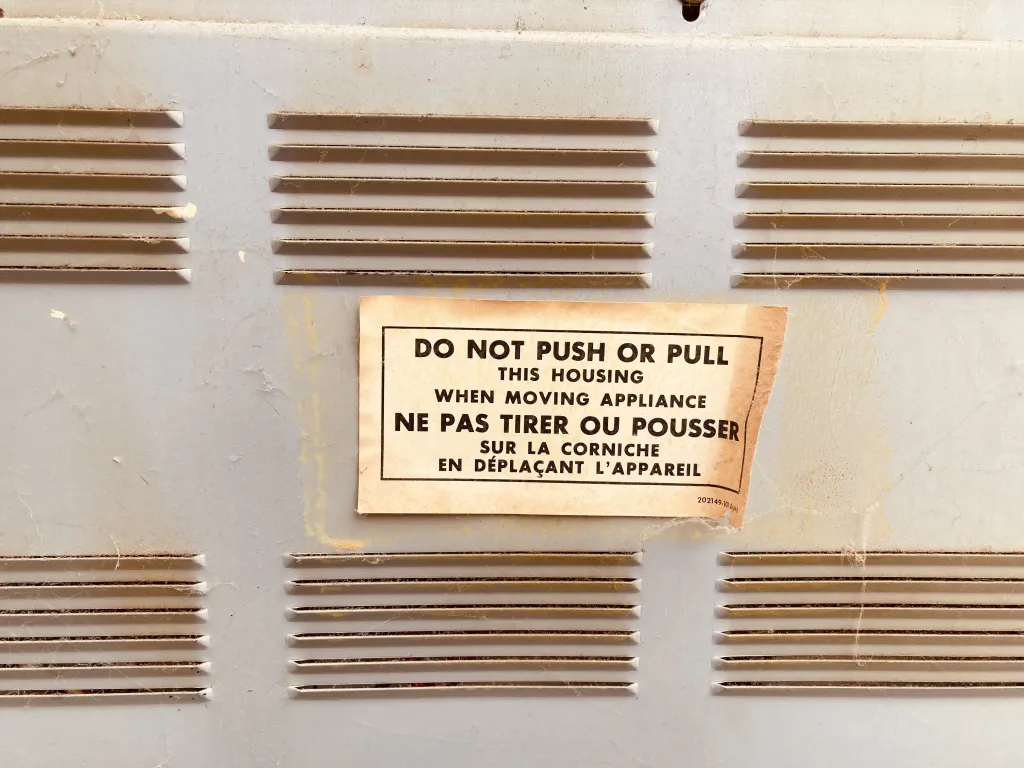 DO NOT PUSH OR PULL
THIS HOUSING
WHEN MOVING APPLIANCE
NE PAS TIRER OU POUSSER
SUR LA CORNICHE
EN DÉPLAÇANT L'APPAREIL